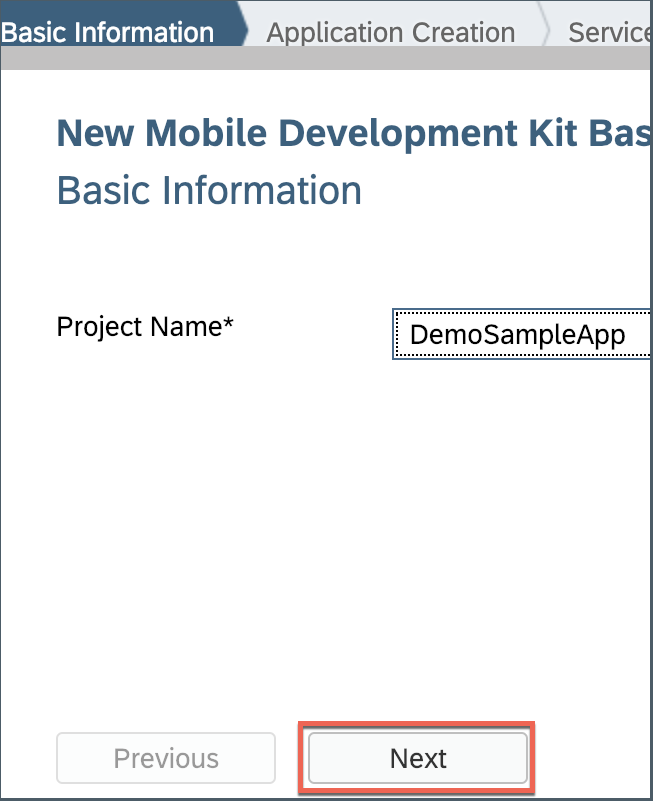 Basic Information Application Creation Service
New Mobile Development Kit Bas
Basic Information
Project Name* DemoSampleApp
Previous Next